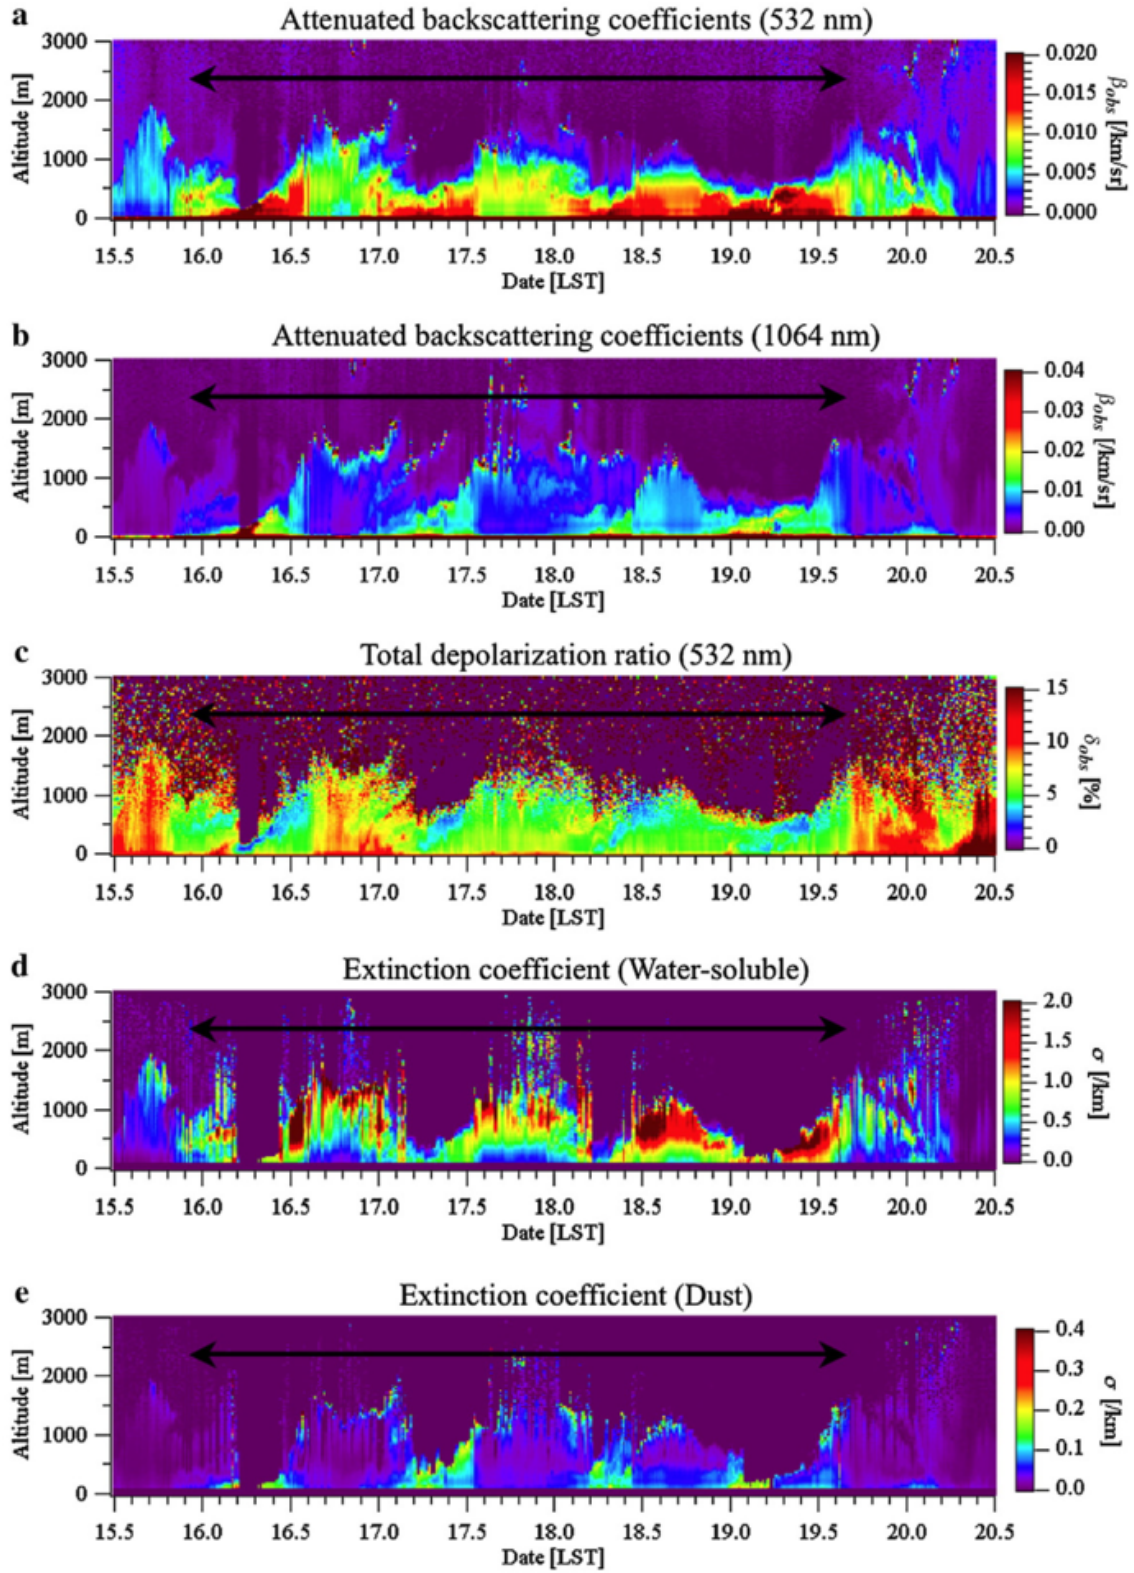 a
Attenuated backscattering coefficients (532 nm)
3000
2000
1000
0
Altitude [m]
15.5 16.0 16.5 17.0 17.5 18.0 18.5 19.0 19.5 20.0 20.5
Date [LST]
0.020
0.015
0.010
0.005
0.000
βobs [/km/sr]
b
Attenuated backscattering coefficients (1064 nm)
3000
2000
1000
0
Altitude [m]
15.5 16.0 16.5 17.0 17.5 18.0 18.5 19.0 19.5 20.0 20.5
Date [LST]
0.04
0.03
0.02
0.01
0.00
βobs [/km/sr]
c
Total depolarization ratio (532 nm)
3000
2000
1000
0
Altitude [m]
15.5 16.0 16.5 17.0 17.5 18.0 18.5 19.0 19.5 20.0 20.5
Date [LST]
15
10
5
0
δobs [%]
d
Extinction coefficient (Water-soluble)
3000
2000
1000
0
Altitude [m]
15.5 16.0 16.5 17.0 17.5 18.0 18.5 19.0 19.5 20.0 20.5
Date [LST]
2.0
1.5
1.0
0.5
0.0
σ [/km]
e
Extinction coefficient (Dust)
3000
2000
1000
0
Altitude [m]
15.5 16.0 16.5 17.0 17.5 18.0 18.5 19.0 19.5 20.0 20.5
Date [LST]
0.4
0.3
0.2
0.1
0.0
σ [/km]